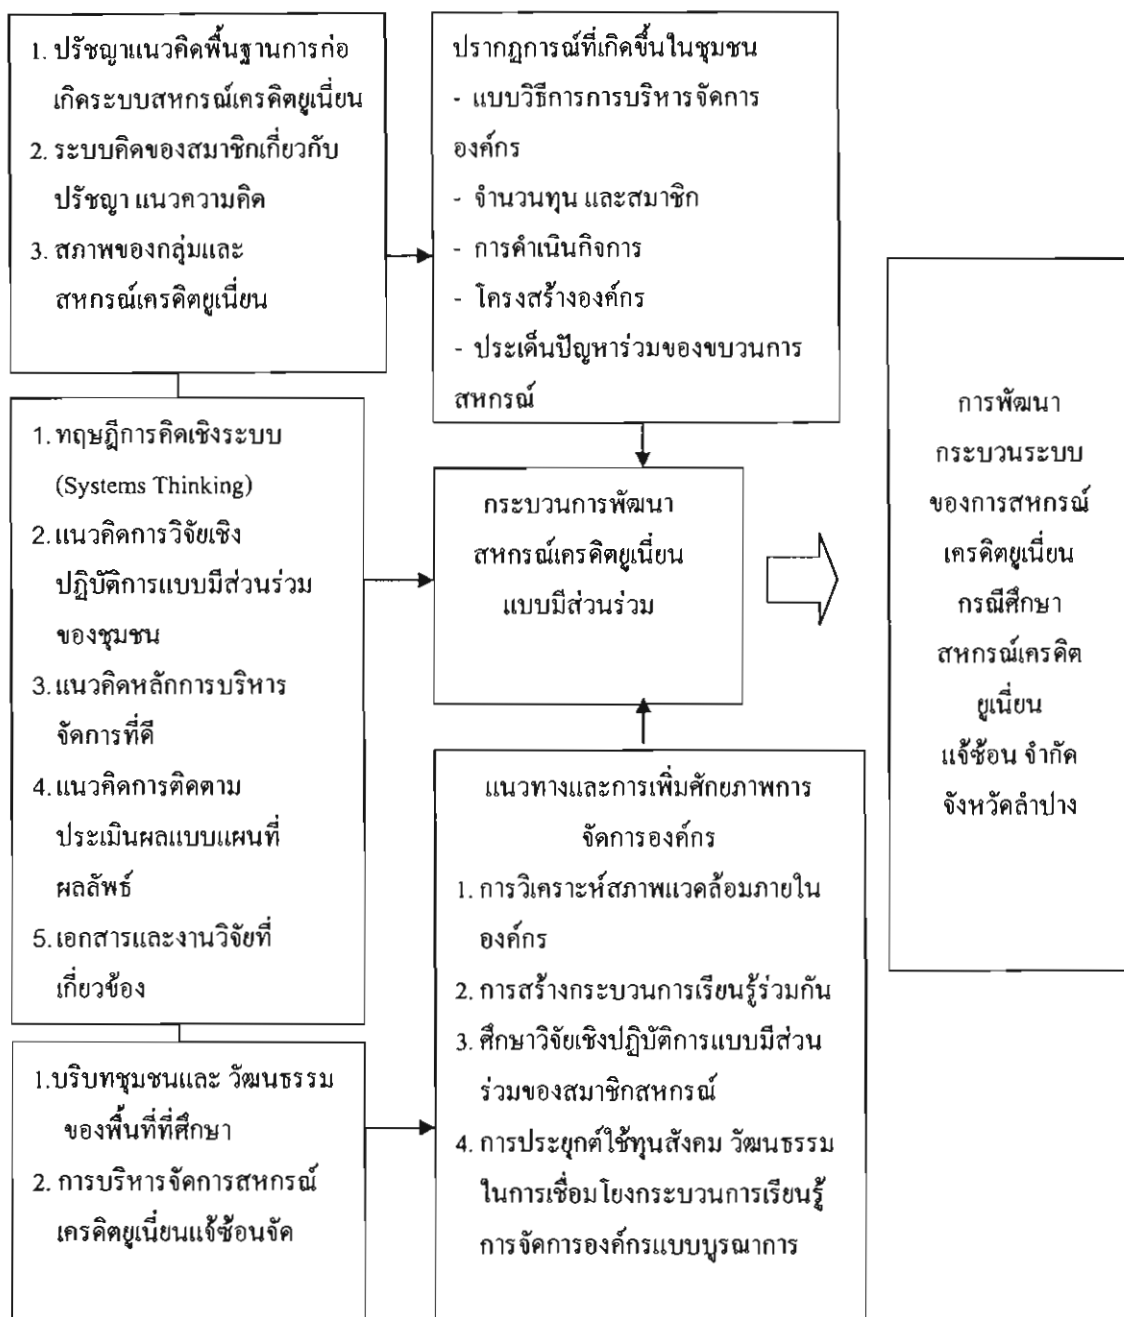 1. ปรัชญาแนวคิดพื้นฐานการก่อ
เกิดระบบสหกรณ์เครดิตยูเนี่ยน
2. ระบบคิดของสมาชิกเกี่ยวกับ
ปรัชญา แนวความคิด
3. สภาพของกลุ่มและ
สหกรณ์เครดิตยูเนี่ยน
ปรากฏการณ์ที่เกิดขึ้นในชุมชน
- แบบวิธีการการบริหารจัดการ
องค์กร
- จำนวนทุน และสมาชิก
- การดำเนินกิจการ
- โครงสร้างองค์กร
- ประเด็นปัญหาร่วมของขบวนการ
สหกรณ์
1. ทฤษฎีการคิดเชิงระบบ
(Systems Thinking)
2. แนวคิดการวิจัยเชิง
ปฏิบัติการแบบมีส่วนร่วม
ของชุมชน
3. แนวคิดหลักการบริหาร
จัดการที่ดี
4. แนวคิดการติดตาม
ประเมินผลแบบแผนที่
ผลลัพธ์
5. เอกสารและงานวิจัยที่
เกี่ยวข้อง
กระบวนการพัฒนา
สหกรณ์เครดิตยูเนี่ยน
แบบมีส่วนร่วม
1.บริบทชุมชนและ วัฒนธรรม
ของพื้นที่ที่ศึกษา
2. การบริหารจัดการสหกรณ์
เครดิตยูเนี่ยนแจ้ซ้อนจัด
แนวทางและการเพิ่มศักยภาพการ
จัดการองค์กร
1. การวิเคราะห์สภาพแวดล้อมภายใน
องค์กร
2. การสร้างกระบวนการเรียนรู้ร่วมกัน
3. ศึกษาวิจัยเชิงปฏิบัติการแบบมีส่วน
ร่วมของสมาชิกสหกรณ์
4. การประยุกต์ใช้ทุนสังคม วัฒนธรรม
ในการเชื่อมโยงกระบวนการเรียนรู้
การจัดการองค์กรแบบบูรณาการ
การพัฒนา
กระบวนระบบ
ของการสหกรณ์
เครดิตยูเนี่ยน
กรณีศึกษา
สหกรณ์เครดิต
ยูเนี่ยน
แจ้ซ้อน จำกัด
จังหวัดลำปาง